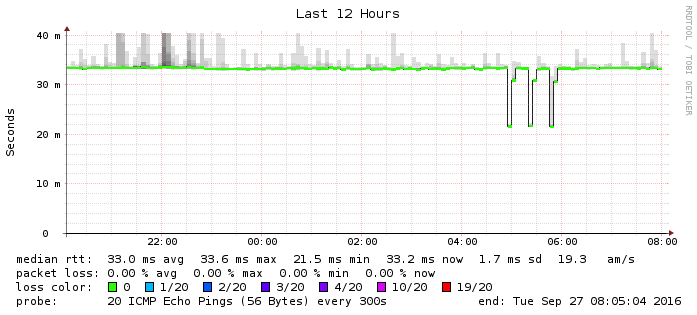 Last 12 Hours
RRDTOOL / TOBI OETIKER
Seconds
40 m
30 m
20 m
10 m
0
22:00 00:00 02:00 04:00 06:00 08:00
median rtt: 33.0 ms avg 33.6 ms max 21.5 ms min 33.2 ms now 1.7 ms sd 19.3 am/s
packet loss: 0.00 % avg 0.00 % max 0.00 % min 0.00 % now
loss color: 0 1/20 2/20 3/20 4/20 10/20 19/20
probe: 20 ICMP Echo Pings (56 Bytes) every 300s end: Tue Sep 27 08:05:04 2016